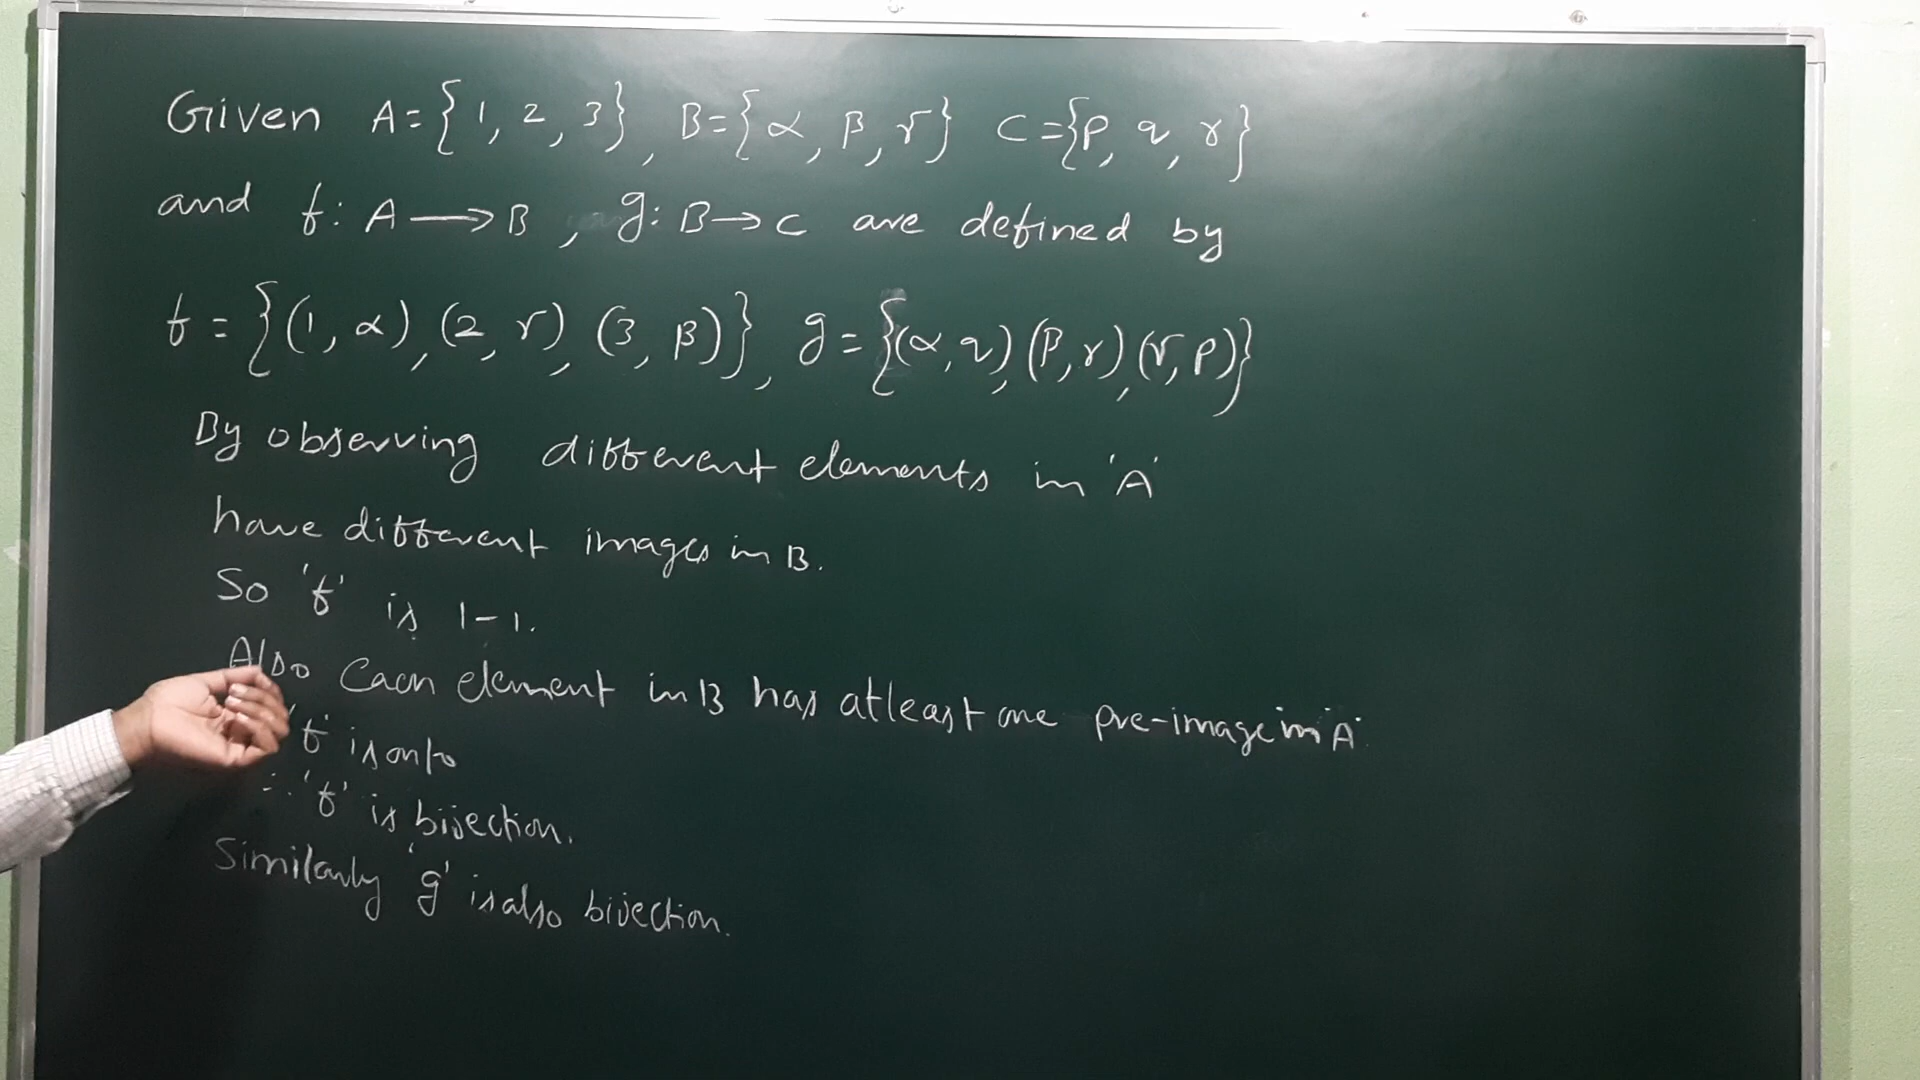 Given A={1, 2, 3}, B={α, β, γ} C={p, q, r}
and f: A⟶B, g: B→C are defined by
f = {(1, α), (2, γ), (3, β)}, g={(α, q), (β, r), (γ, p)}
By observing different elements in 'A'
have different images in B.
So 'f' is 1-1.
Also Each element in B has atleast one pre-image in 'A'.
'f' is onto
∴ 'f' is bijection.
Similarly 'g' is also bijection.